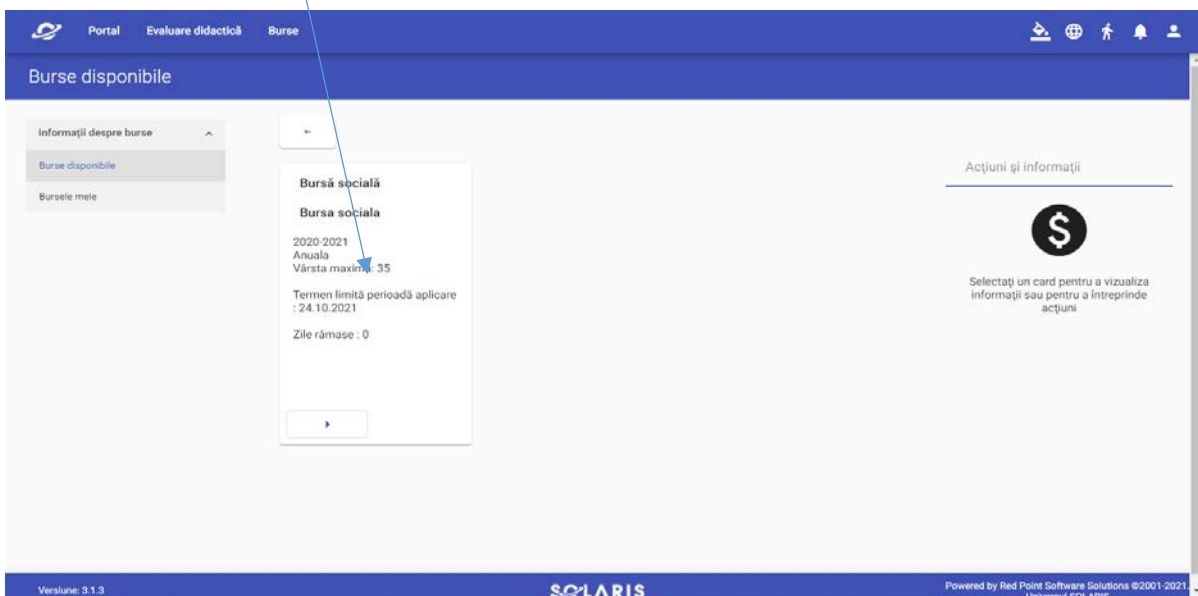 Portal Evaluare didactică Burse
Burse disponibile
Informații despre burse
Burse disponibile
Bursele mele
Bursă socială
Bursa sociala
2020-2021
Anuala
Vârsta maximă: 35
Termen limită perioadă aplicare
: 24.10.2021
Zile rămase : 0
Acțiuni și informații
Selectați un card pentru a vizualiza
informații sau pentru a întreprinde
acțiuni
Versiune: 3.1.3
SOLARIS
Powered by Red Point Software Solutions ©2001-2021.
Universul SOLARIS